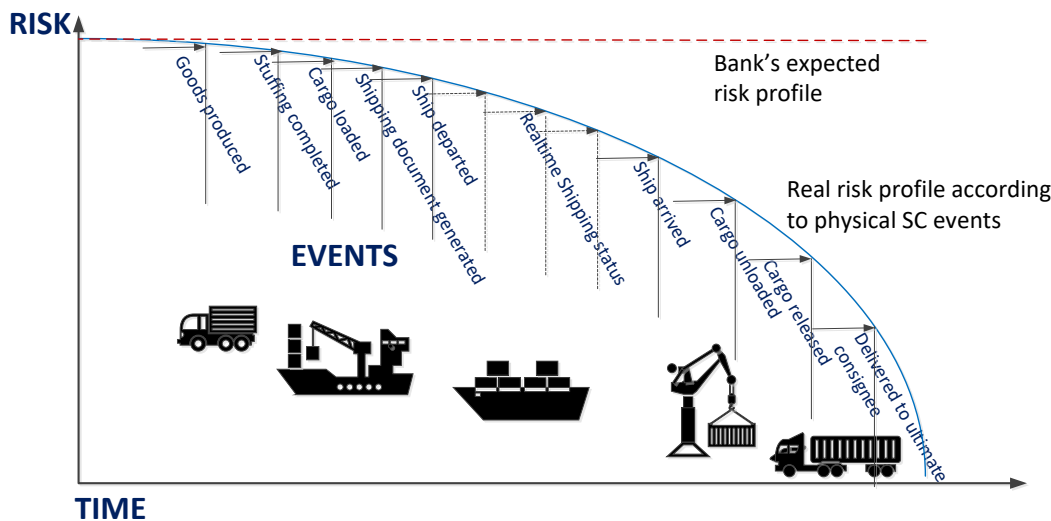 RISK
Bank's expected
risk profile
Goods produced
Stuffing completed
Cargo loaded
Shipping document generated
Ship departed
Realtime Shipping status
Ship arrived
Cargo unloaded
Cargo released
Delivered to ultimate
consignee
Real risk profile according
to physical SC events
EVENTS
TIME